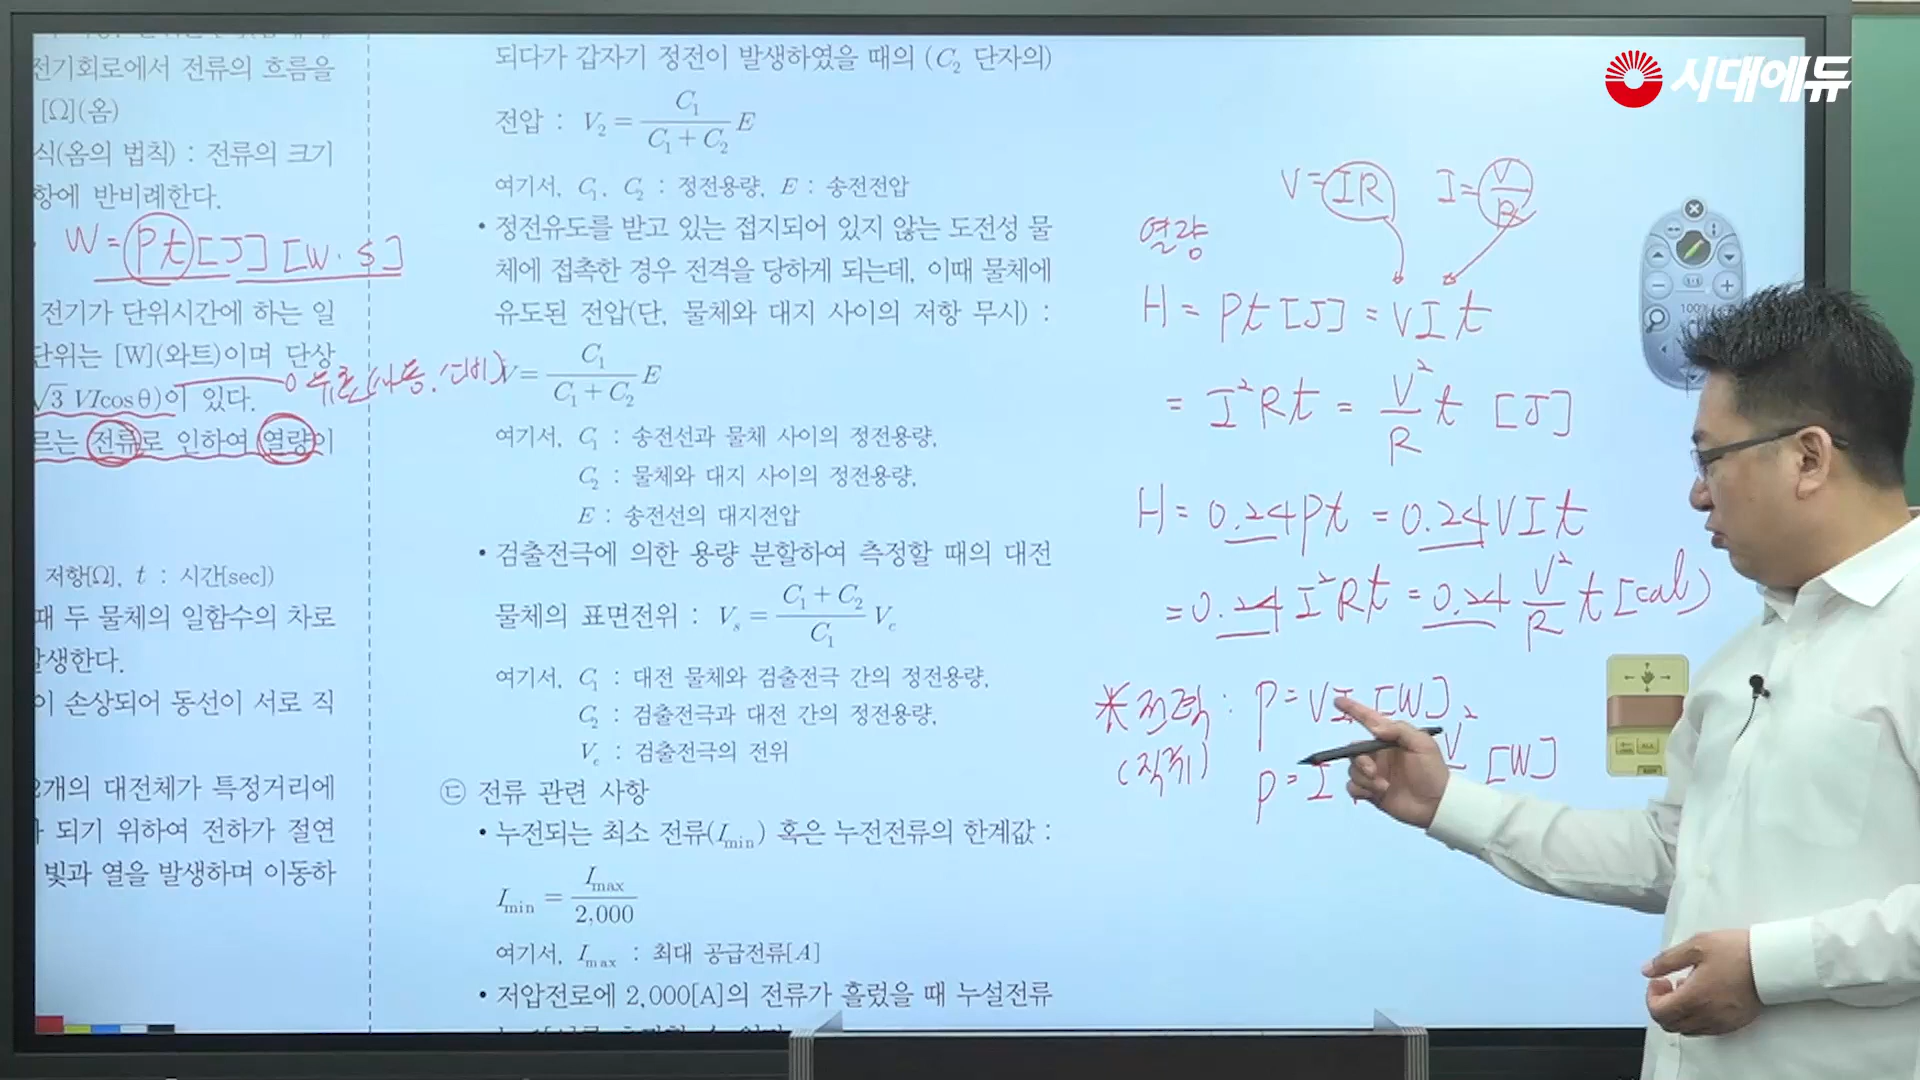 전기회로에서 전류의 흐름을
[Ω](옴)
식(옴의 법칙) : 전류의 크기
항에 반비례한다.
W = Pt [J] [W·S]
전기가 단위시간에 하는 일
단위는 [W](와트)이며 단상
√3 VIcosθ)이 있다.
르는 전류로 인하여 열량이
저항[Ω], t : 시간[sec])
때 두 물체의 일함수의 차로
발생한다.
이 손상되어 동선이 서로 직
2개의 대전체가 특정거리에
되기 위하여 전하가 절연
빛과 열을 발생하며 이동하
되다가 갑자기 정전이 발생하였을 때의 (C₂ 단자의)
전압 : V₂ = C₁ / (C₁ + C₂) E
여기서, C₁, C₂ : 정전용량, E : 송전전압
• 정전유도를 받고 있는 접지되어 있지 않는 도전성 물
체에 접촉한 경우 전격을 당하게 되는데, 이때 물체에
유도된 전압(단, 물체와 대지 사이의 저항 무시) :
V = C₁ / (C₁ + C₂) E
여기서, C₁ : 송전선과 물체 사이의 정전용량,
C₂ : 물체와 대지 사이의 정전용량,
E : 송전선의 대지전압
• 검출전극에 의한 용량 분할하여 측정할 때의 대전
물체의 표면전위 : Vₛ = (C₁ + C₂) / C₁ Vₑ
여기서, C₁ : 대전 물체와 검출전극 간의 정전용량,
C₂ : 검출전극과 대전 간의 정전용량,
Vₑ : 검출전극의 전위
㉢ 전류 관련 사항
• 누전되는 최소 전류(Imin) 혹은 누전전류의 한계값 :
Imin = Imax / 2,000
여기서, Imax : 최대 공급전류[A]
• 저압전로에 2,000[A]의 전류가 흘렀을 때 누설전류
시대에듀
V = IR I = V/R
열량
H = Pt [J] = VIt
= I²Rt = V²/R t [J]
H = 0.24Pt = 0.24VIt
= 0.24 I²Rt = 0.24 V²/R t [cal]
※ 전력 : P = VI [W]
(직류) P = I V² [W]
100%